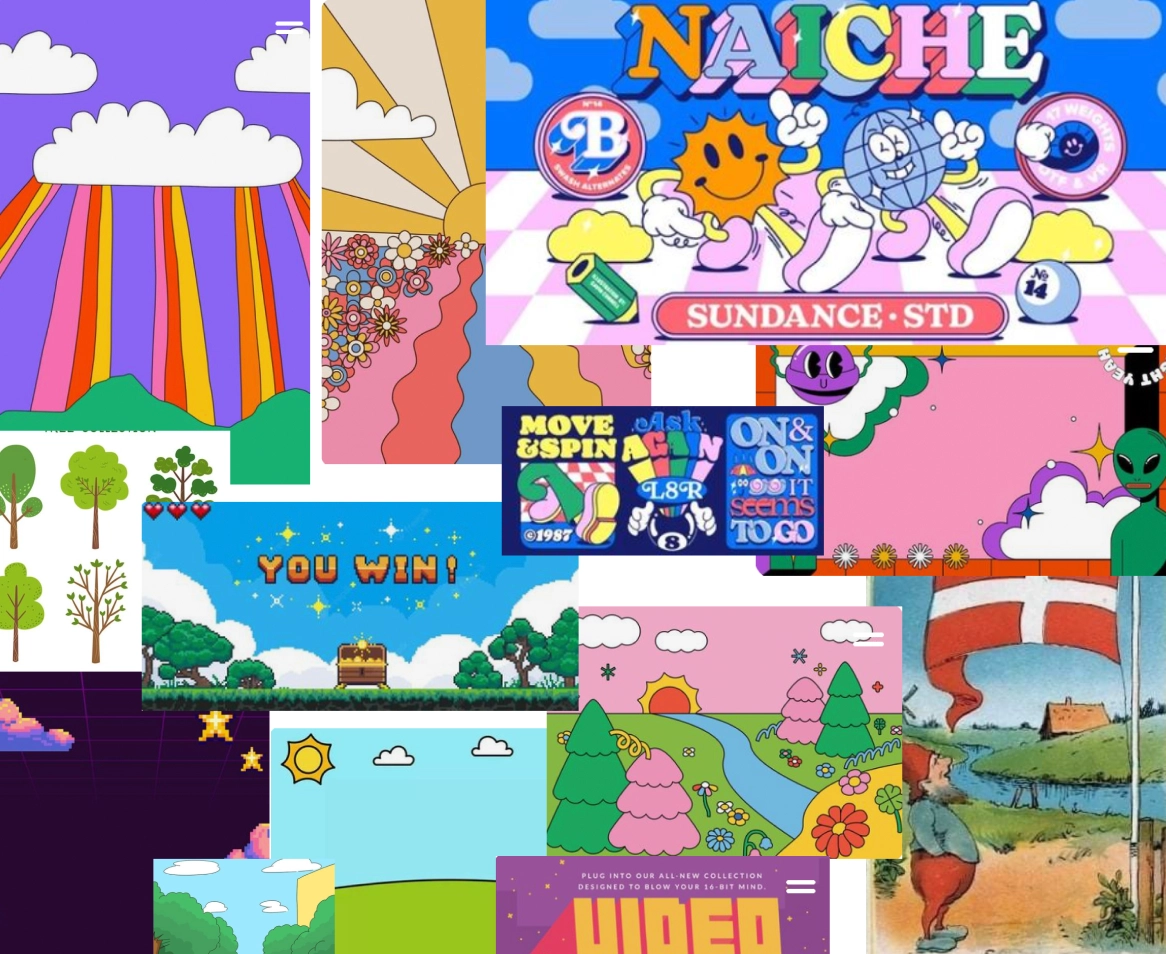 NAICHE
Nº14
B
SWASH ALTERNATES
17 WEIGHTS
OTF & VR
Nº
14
SUNDANCE • STD
MOVE
&SPIN
©1987
Ask
AGAIN
L8R
8
ON&
ON
IT
seems
TO GO
YOU WIN!
PLUG INTO OUR ALL-NEW COLLECTION
DESIGNED TO BLOW YOUR 16-BIT MIND.
VIDEO